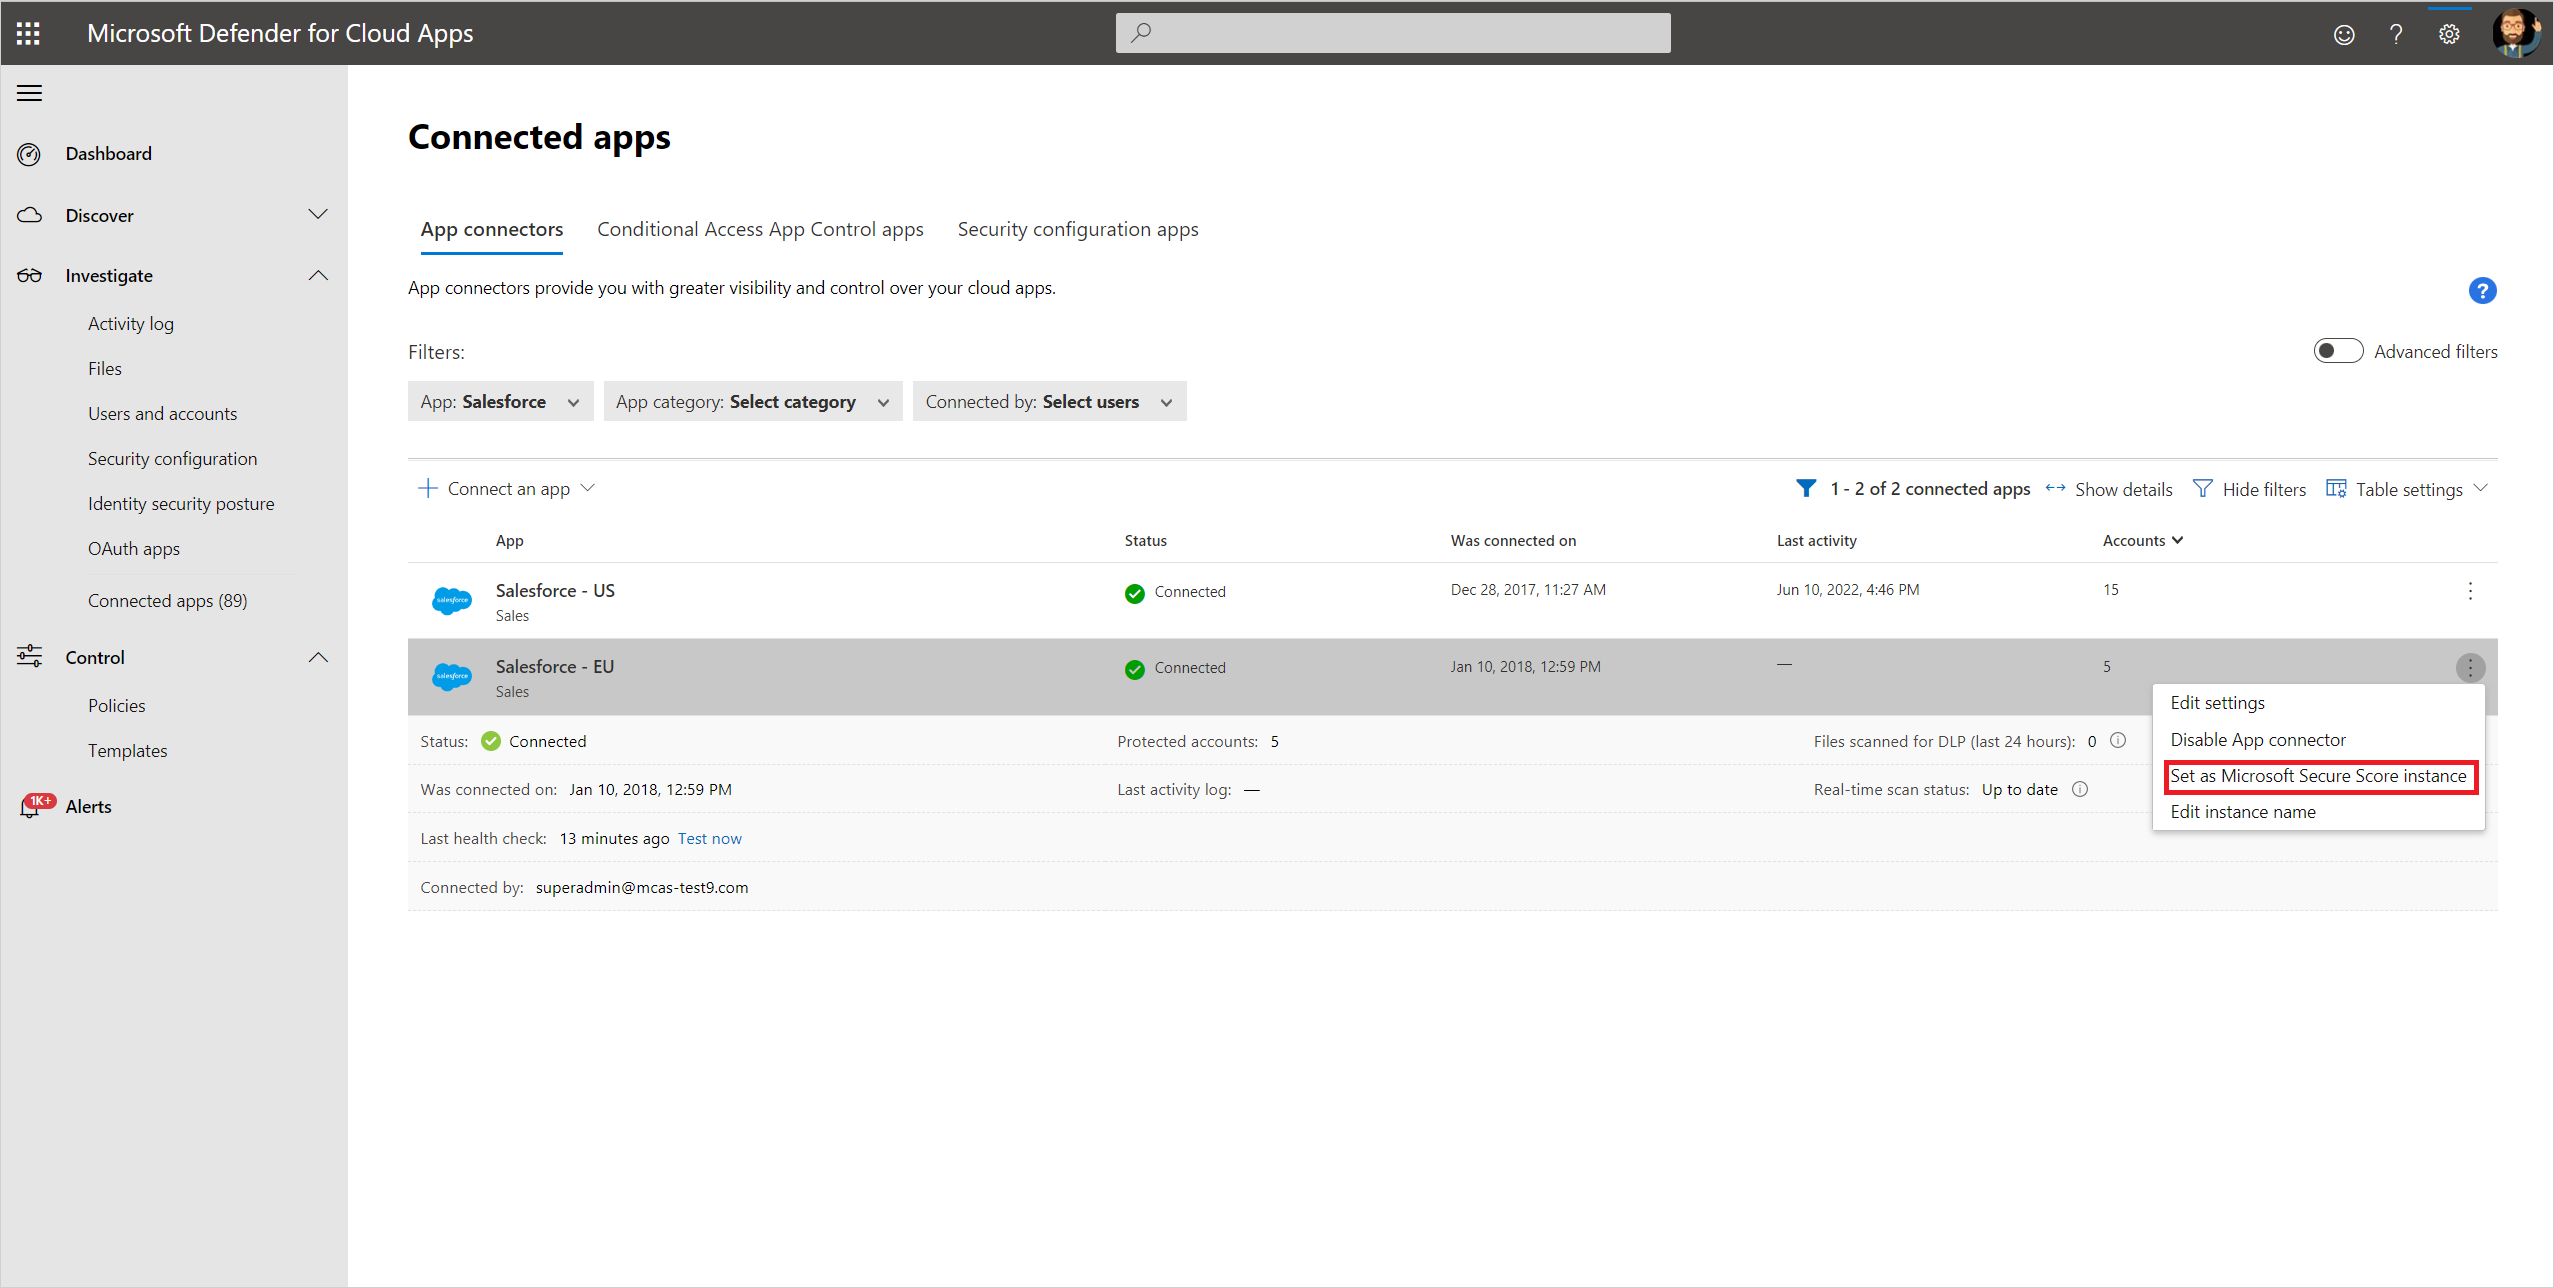 Microsoft Defender for Cloud Apps
?
Dashboard
Discover
Investigate
Activity log
Files
Users and accounts
Security configuration
Identity security posture
OAuth apps
Connected apps (89)
Control
Policies
Templates
1K+
Alerts
Connected apps
App connectors Conditional Access App Control apps Security configuration apps
App connectors provide you with greater visibility and control over your cloud apps.
?
Filters:
Advanced filters
App: Salesforce App category: Select category Connected by: Select users
Connect an app 1 - 2 of 2 connected apps Show details Hide filters Table settings
App Status Was connected on Last activity Accounts
salesforce Salesforce - US Connected Dec 28, 2017, 11:27 AM Jun 10, 2022, 4:46 PM 15
Sales
salesforce Salesforce - EU Connected Jan 10, 2018, 12:59 PM — 5
Sales
Edit settings
Disable App connector
Set as Microsoft Secure Score instance
Edit instance name
Status: Connected Protected accounts: 5 Files scanned for DLP (last 24 hours): 0
Was connected on: Jan 10, 2018, 12:59 PM Last activity log: — Real-time scan status: Up to date
Last health check: 13 minutes ago Test now
Connected by: superadmin@mcas-test9.com